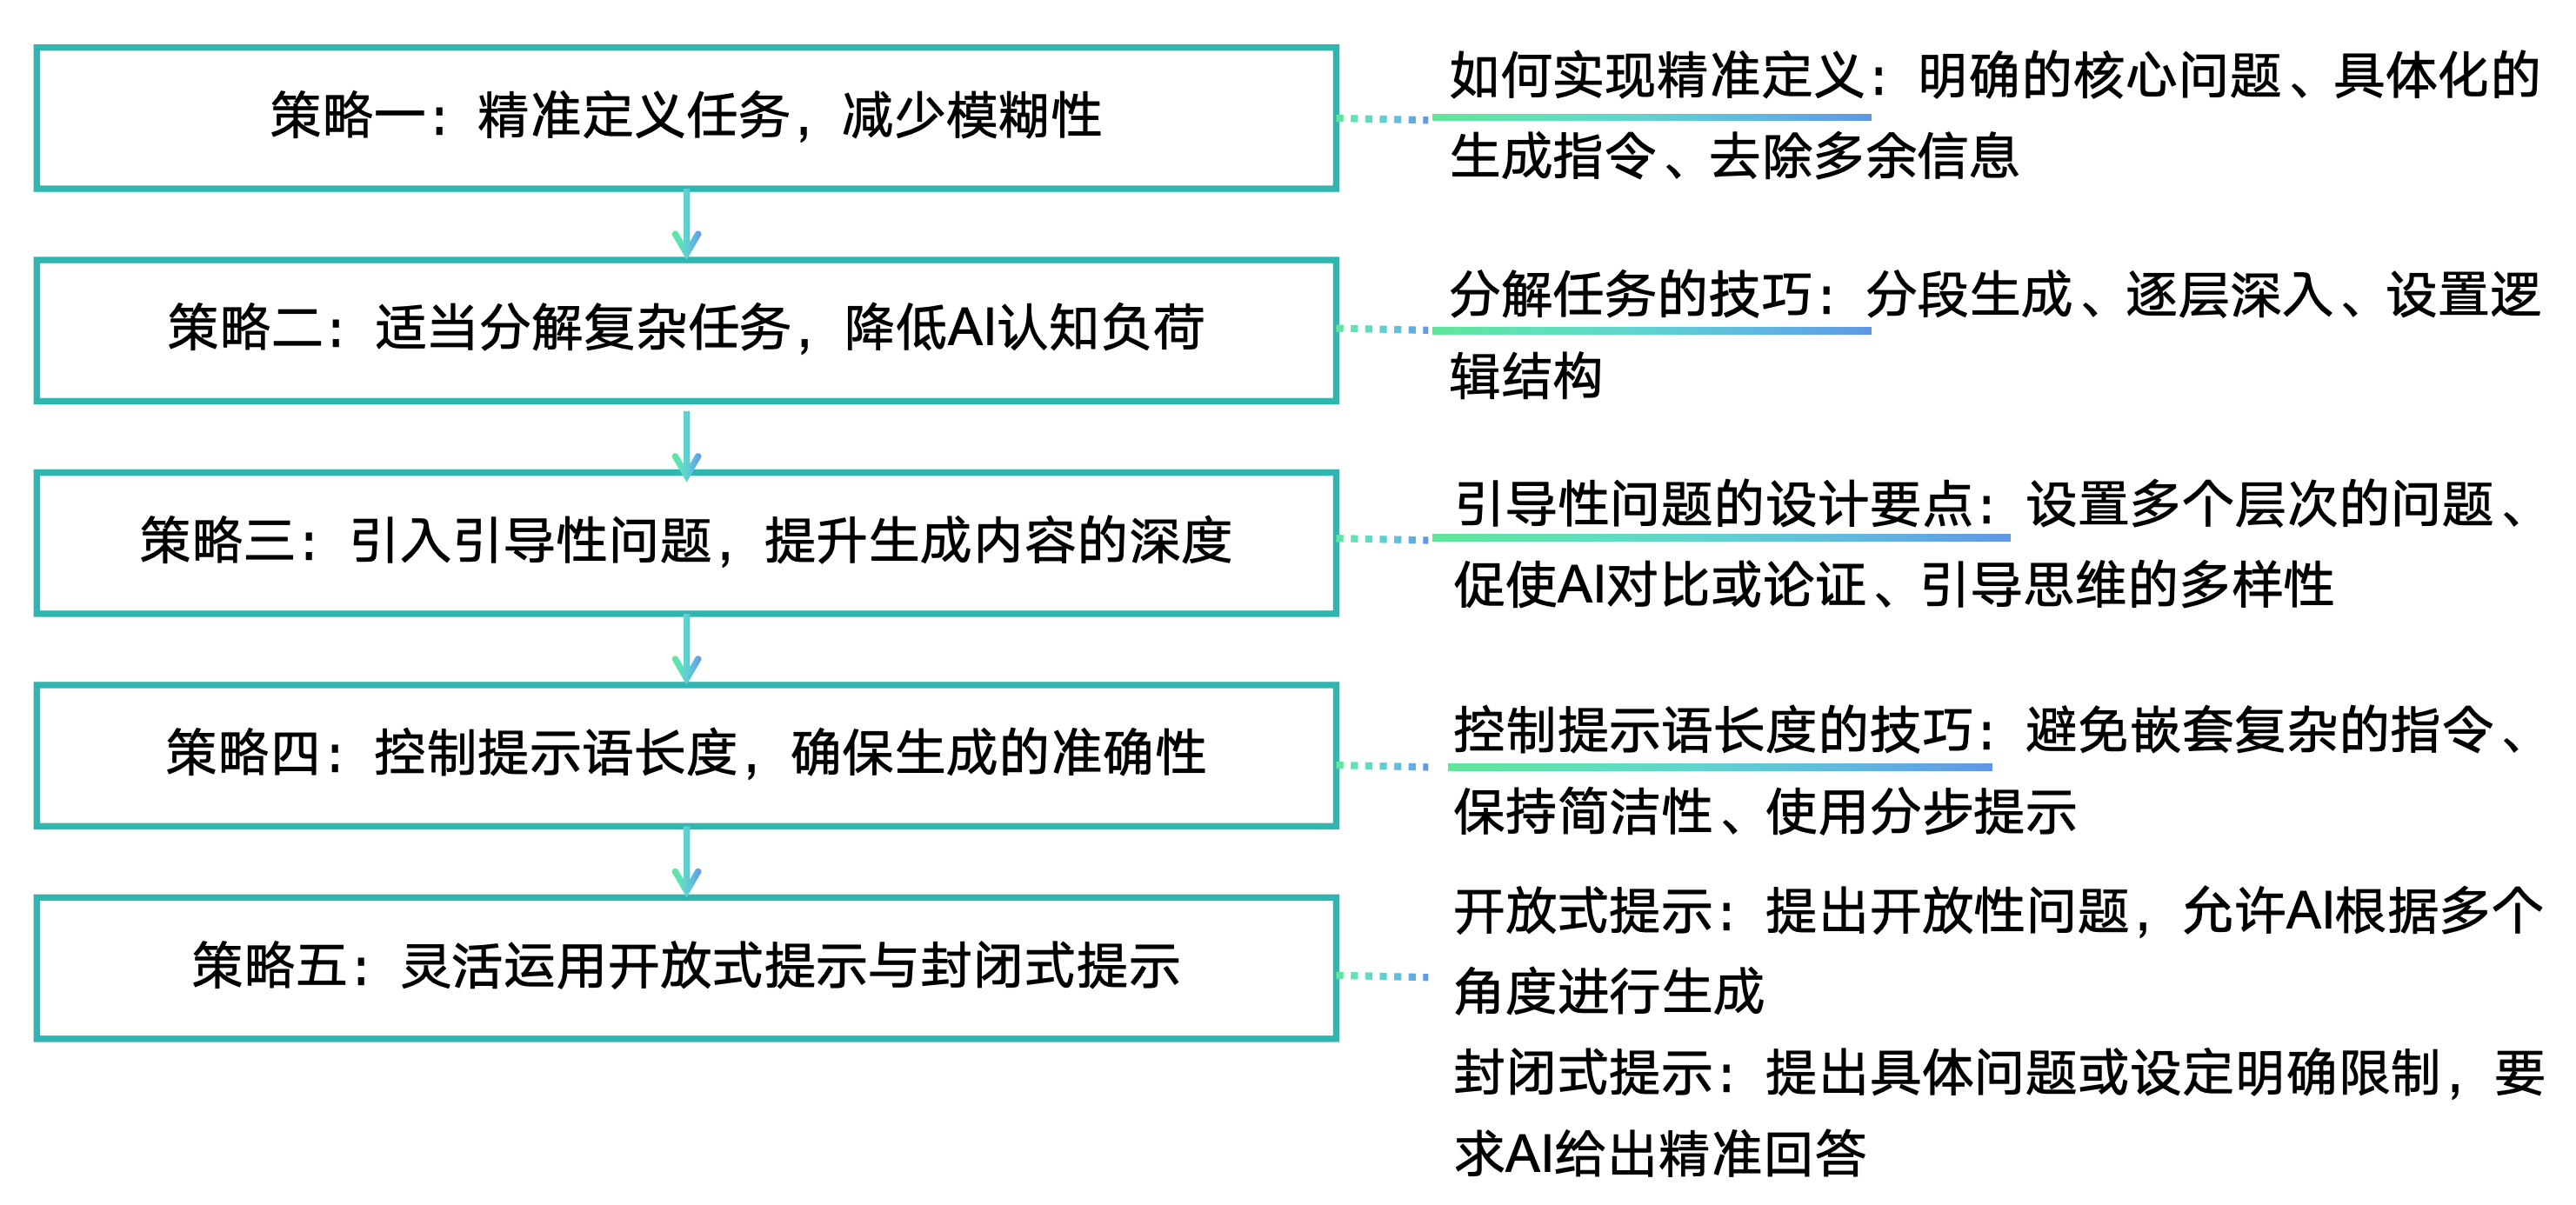 策略一：精准定义任务，减少模糊性
如何实现精准定义：明确的核心问题、具体化的
生成指令、去除多余信息
策略二：适当分解复杂任务，降低AI认知负荷
分解任务的技巧：分段生成、逐层深入、设置逻
辑结构
策略三：引入引导性问题，提升生成内容的深度
引导性问题的设计要点：设置多个层次的问题、
促使AI对比或论证、引导思维的多样性
策略四：控制提示语长度，确保生成的准确性
控制提示语长度的技巧：避免嵌套复杂的指令、
保持简洁性、使用分步提示
策略五：灵活运用开放式提示与封闭式提示
开放式提示：提出开放性问题，允许AI根据多个
角度进行生成
封闭式提示：提出具体问题或设定明确限制，要
求AI给出精准回答